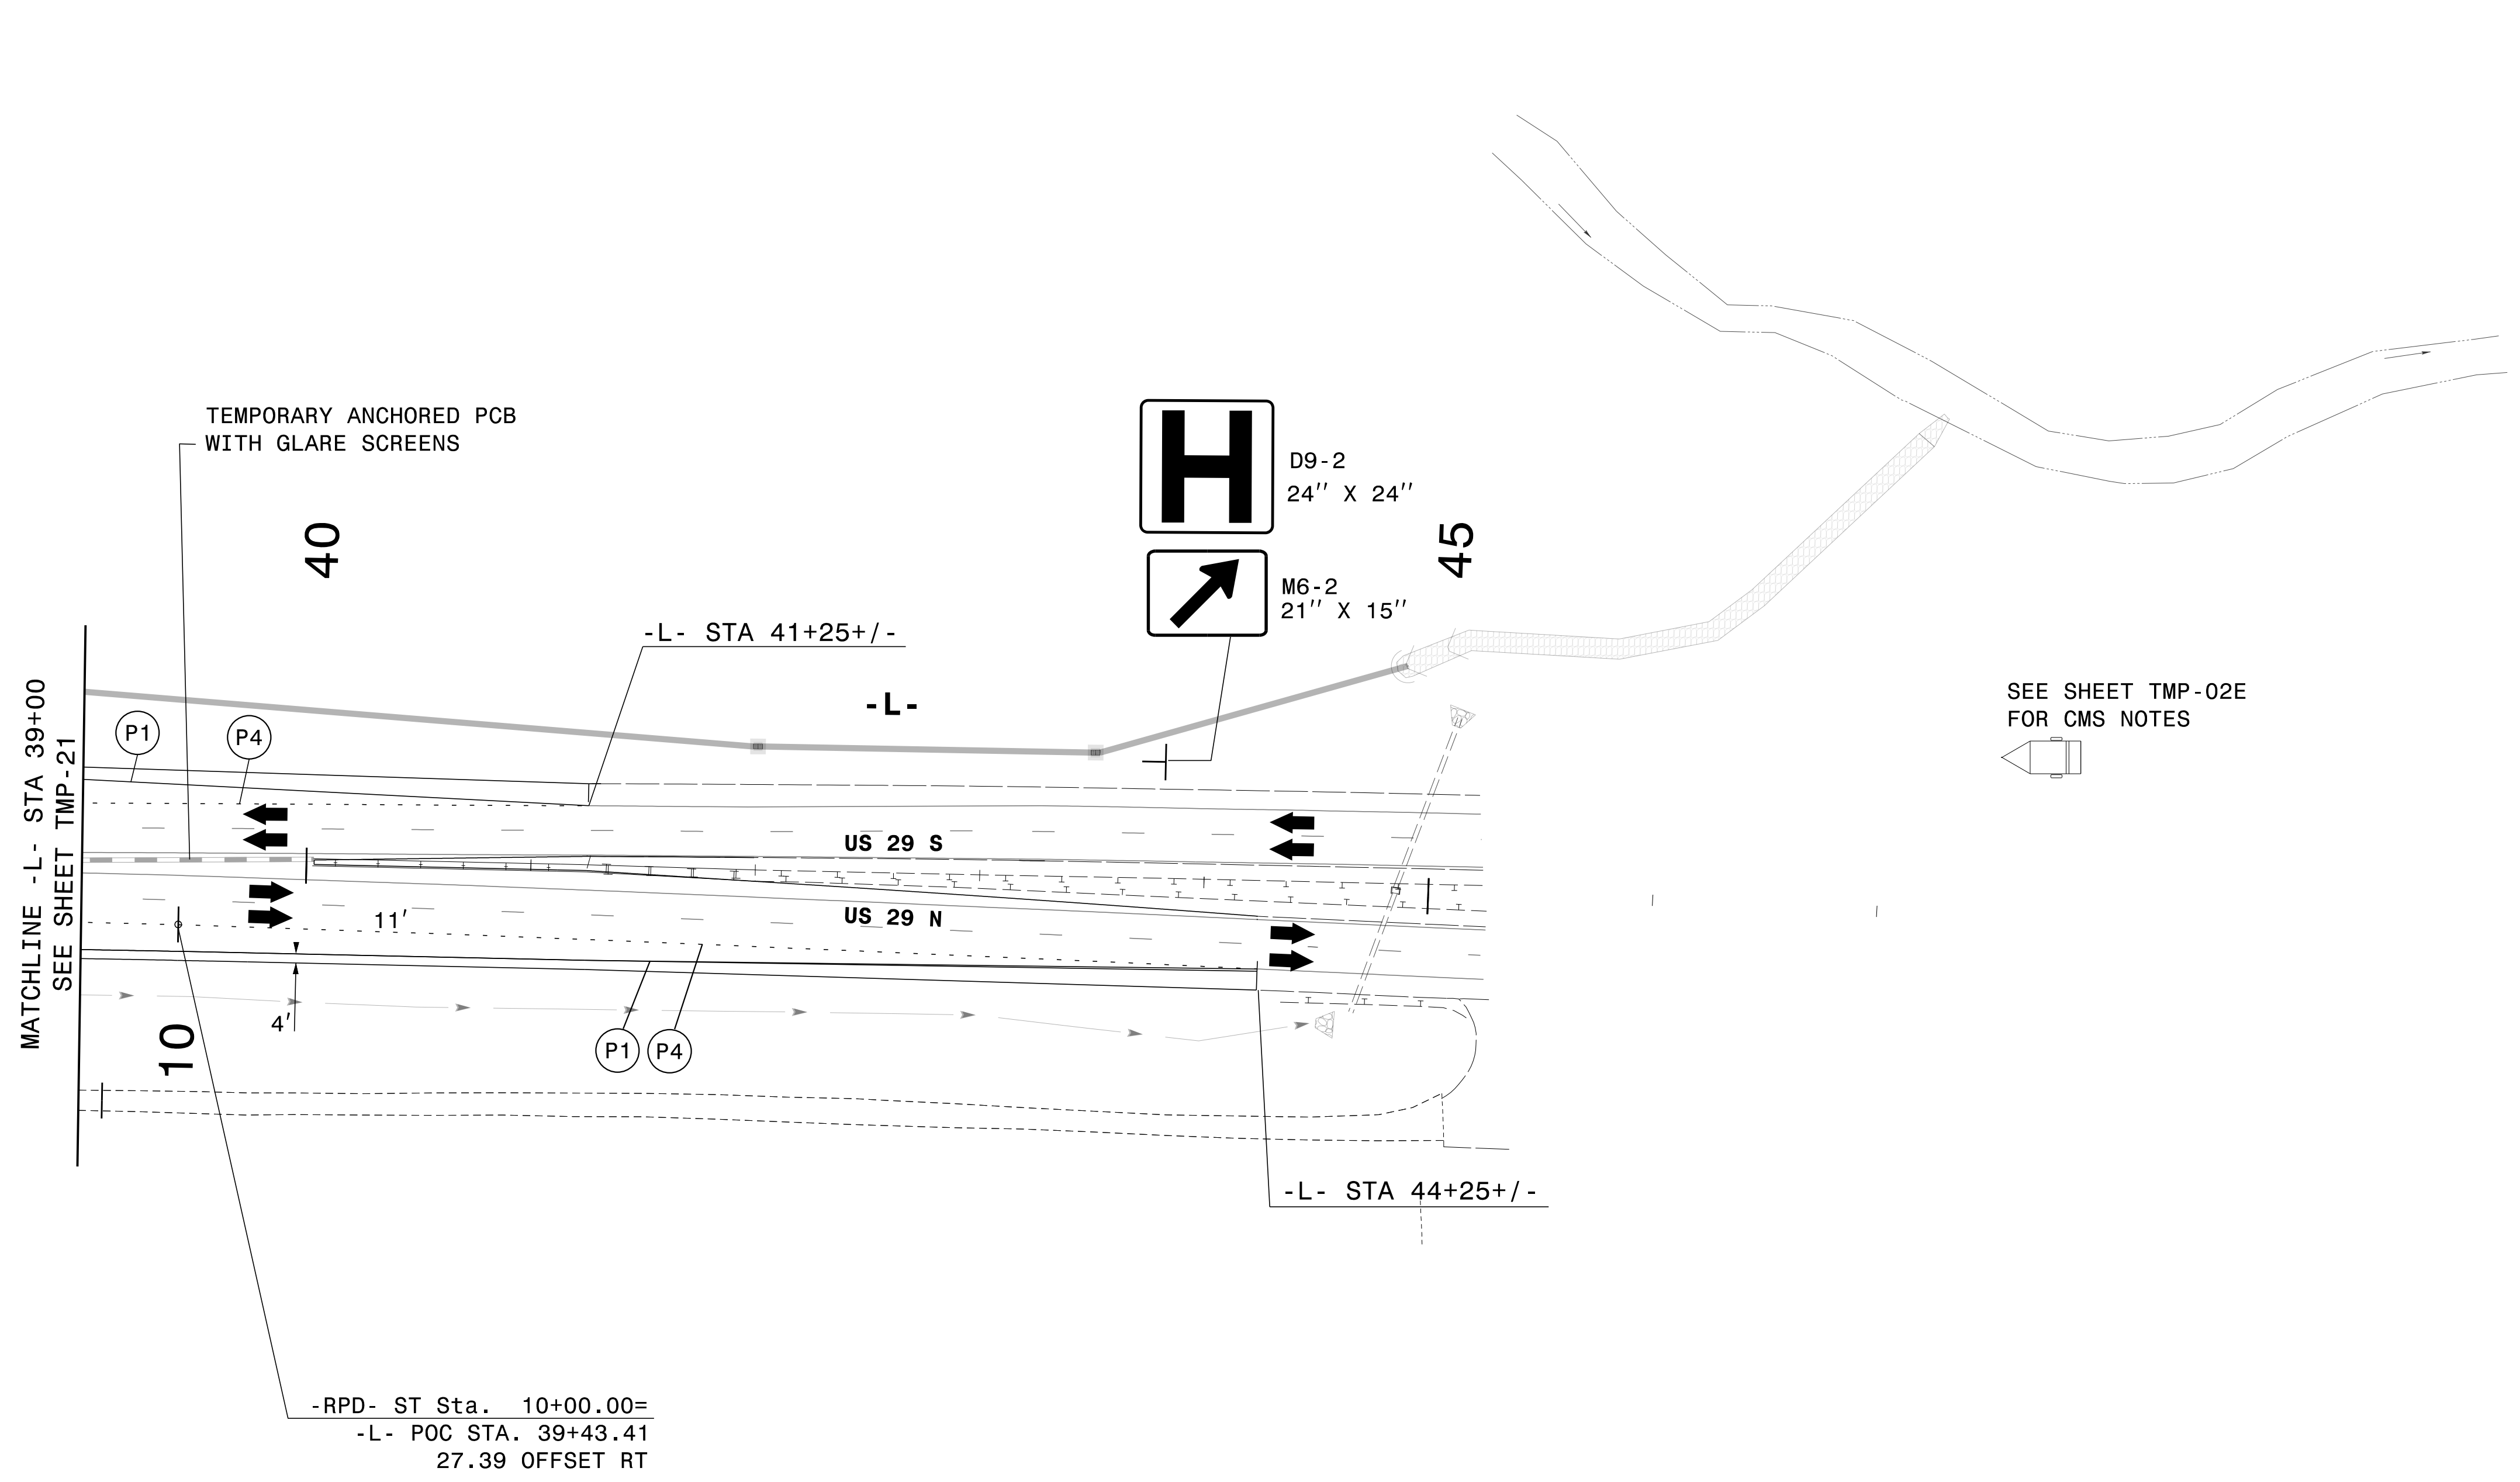 TEMPORARY ANCHORED PCB
WITH GLARE SCREENS
H
D9-2
24" X 24"
M6-2
21" X 15"
40
45
-L- STA 41+25+/-
-L-
SEE SHEET TMP-02E
FOR CMS NOTES
MATCHLINE -L- STA 39+00
SEE SHEET TMP-21
P1
P4
US 29 S
US 29 N
11'
4'
10
P1
P4
-L- STA 44+25+/-
-RPD- ST Sta. 10+00.00=
-L- POC STA. 39+43.41
27.39 OFFSET RT